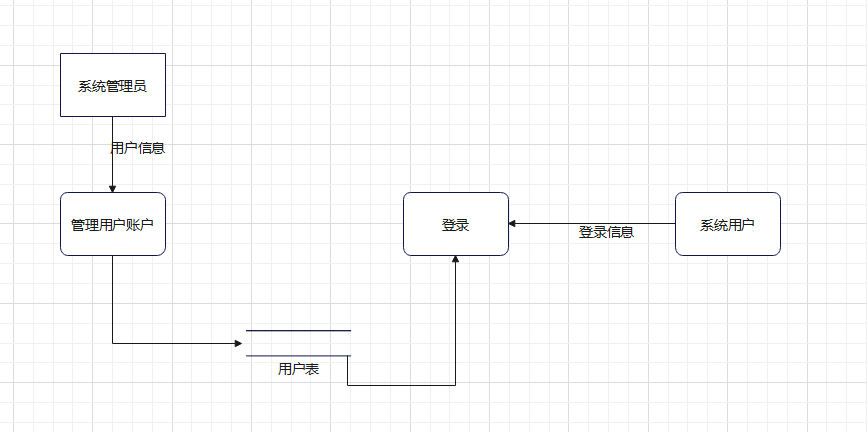 系统管理员
用户信息
管理用户账户
登录
登录信息
系统用户
用户表